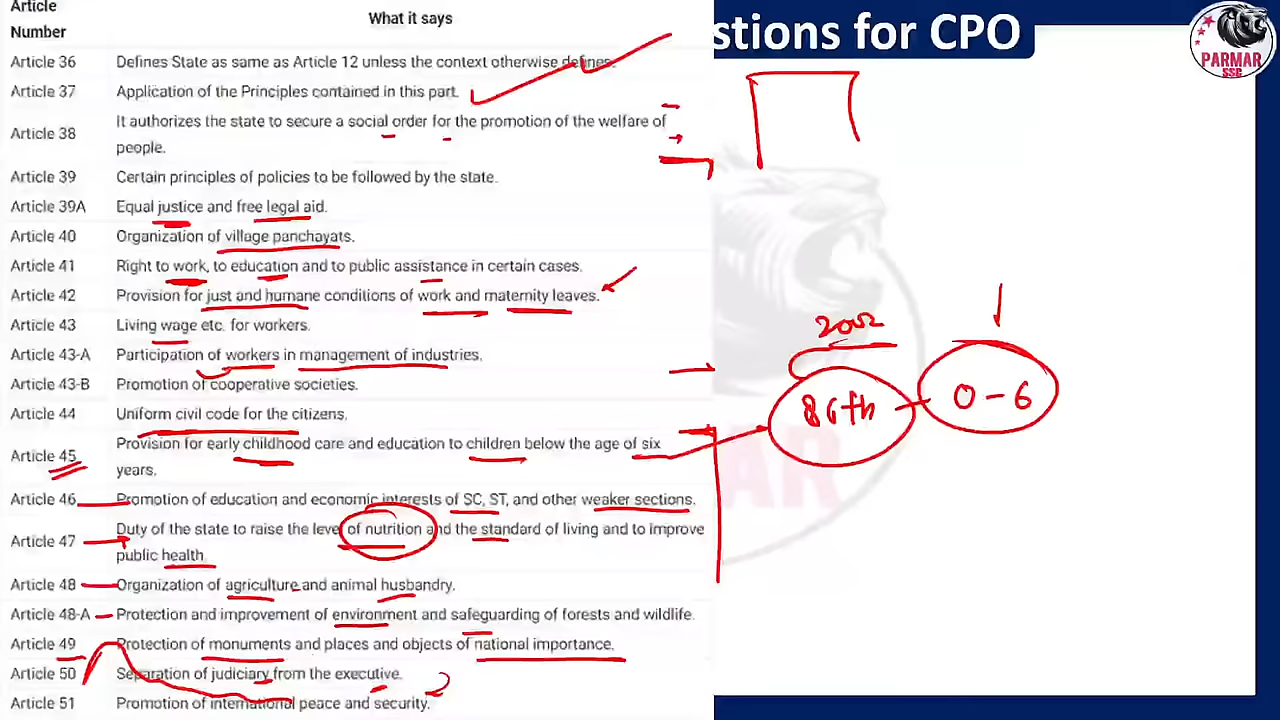 Article
Number
What it says
Article 36 Defines State as same as Article 12 unless the context otherwise defines.
Article 37 Application of the Principles contained in this part.
Article 38 It authorizes the state to secure a social order for the promotion of the welfare of
people.
Article 39 Certain principles of policies to be followed by the state.
Article 39A Equal justice and free legal aid.
Article 40 Organization of village panchayats.
Article 41 Right to work, to education and to public assistance in certain cases.
Article 42 Provision for just and humane conditions of work and maternity leaves.
Article 43 Living wage etc. for workers.
Article 43-A Participation of workers in management of industries.
Article 43-B Promotion of cooperative societies.
Article 44 Uniform civil code for the citizens.
Article 45 Provision for early childhood care and education to children below the age of six
years.
Article 46 Promotion of education and economic interests of SC, ST, and other weaker sections.
Article 47 Duty of the state to raise the level of nutrition and the standard of living and to improve
public health.
Article 48 Organization of agriculture and animal husbandry.
Article 48-A Protection and improvement of environment and safeguarding of forests and wildlife.
Article 49 Protection of monuments and places and objects of national importance.
Article 50 Separation of judiciary from the executive.
Article 51 Promotion of international peace and security.
stions for CPO
PARMAR
SSC
2002
86th
0-6
MAR